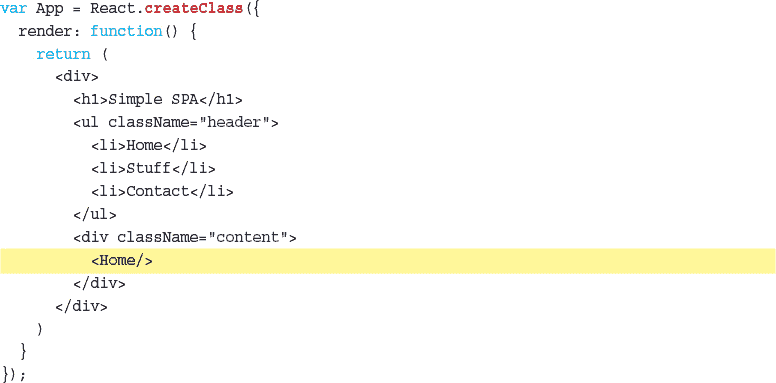 var App = React.createClass({
  render: function() {
    return (
      <div>
        <h1>Simple SPA</h1>
        <ul className="header">
          <li>Home</li>
          <li>Stuff</li>
          <li>Contact</li>
        </ul>
        <div className="content">
          <Home/>
        </div>
      </div>
    )
  }
});